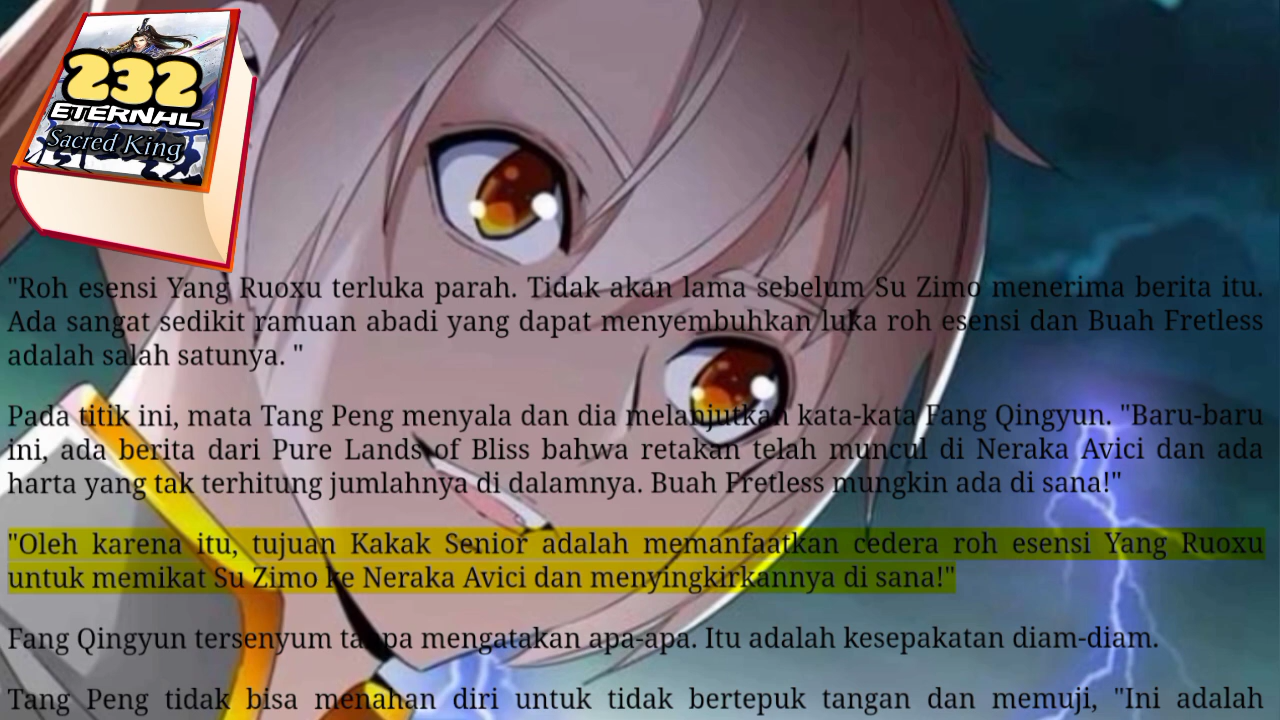 232
ETERNAL
Sacred King
"Roh esensi Yang Ruoxu terluka parah. Tidak akan lama sebelum Su Zimo menerima berita itu.
Ada sangat sedikit ramuan abadi yang dapat menyembuhkan luka roh esensi dan Buah Fretless
adalah salah satunya. "
Pada titik ini, mata Tang Peng menyala dan dia melanjutkan kata-kata Fang Qingyun. "Baru-baru
ini, ada berita dari Pure Lands of Bliss bahwa retakan telah muncul di Neraka Avici dan ada
harta yang tak terhitung jumlahnya di dalamnya. Buah Fretless mungkin ada di sana!"
"Oleh karena itu, tujuan Kakak Senior adalah memanfaatkan cedera roh esensi Yang Ruoxu
untuk memikat Su Zimo ke Neraka Avici dan menyingkirkannya di sana!"
Fang Qingyun tersenyum tanpa mengatakan apa-apa. Itu adalah kesepakatan diam-diam.
Tang Peng tidak bisa menahan diri untuk tidak bertepuk tangan dan memuji, "Ini adalah